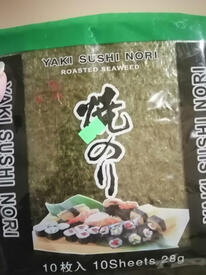 YAKI SUSHI NORI
ROASTED SEAWEED
焼のり
10枚入 10Sheets 28g
YAKI SUSHI NORI
YAKI SUSHI NORI